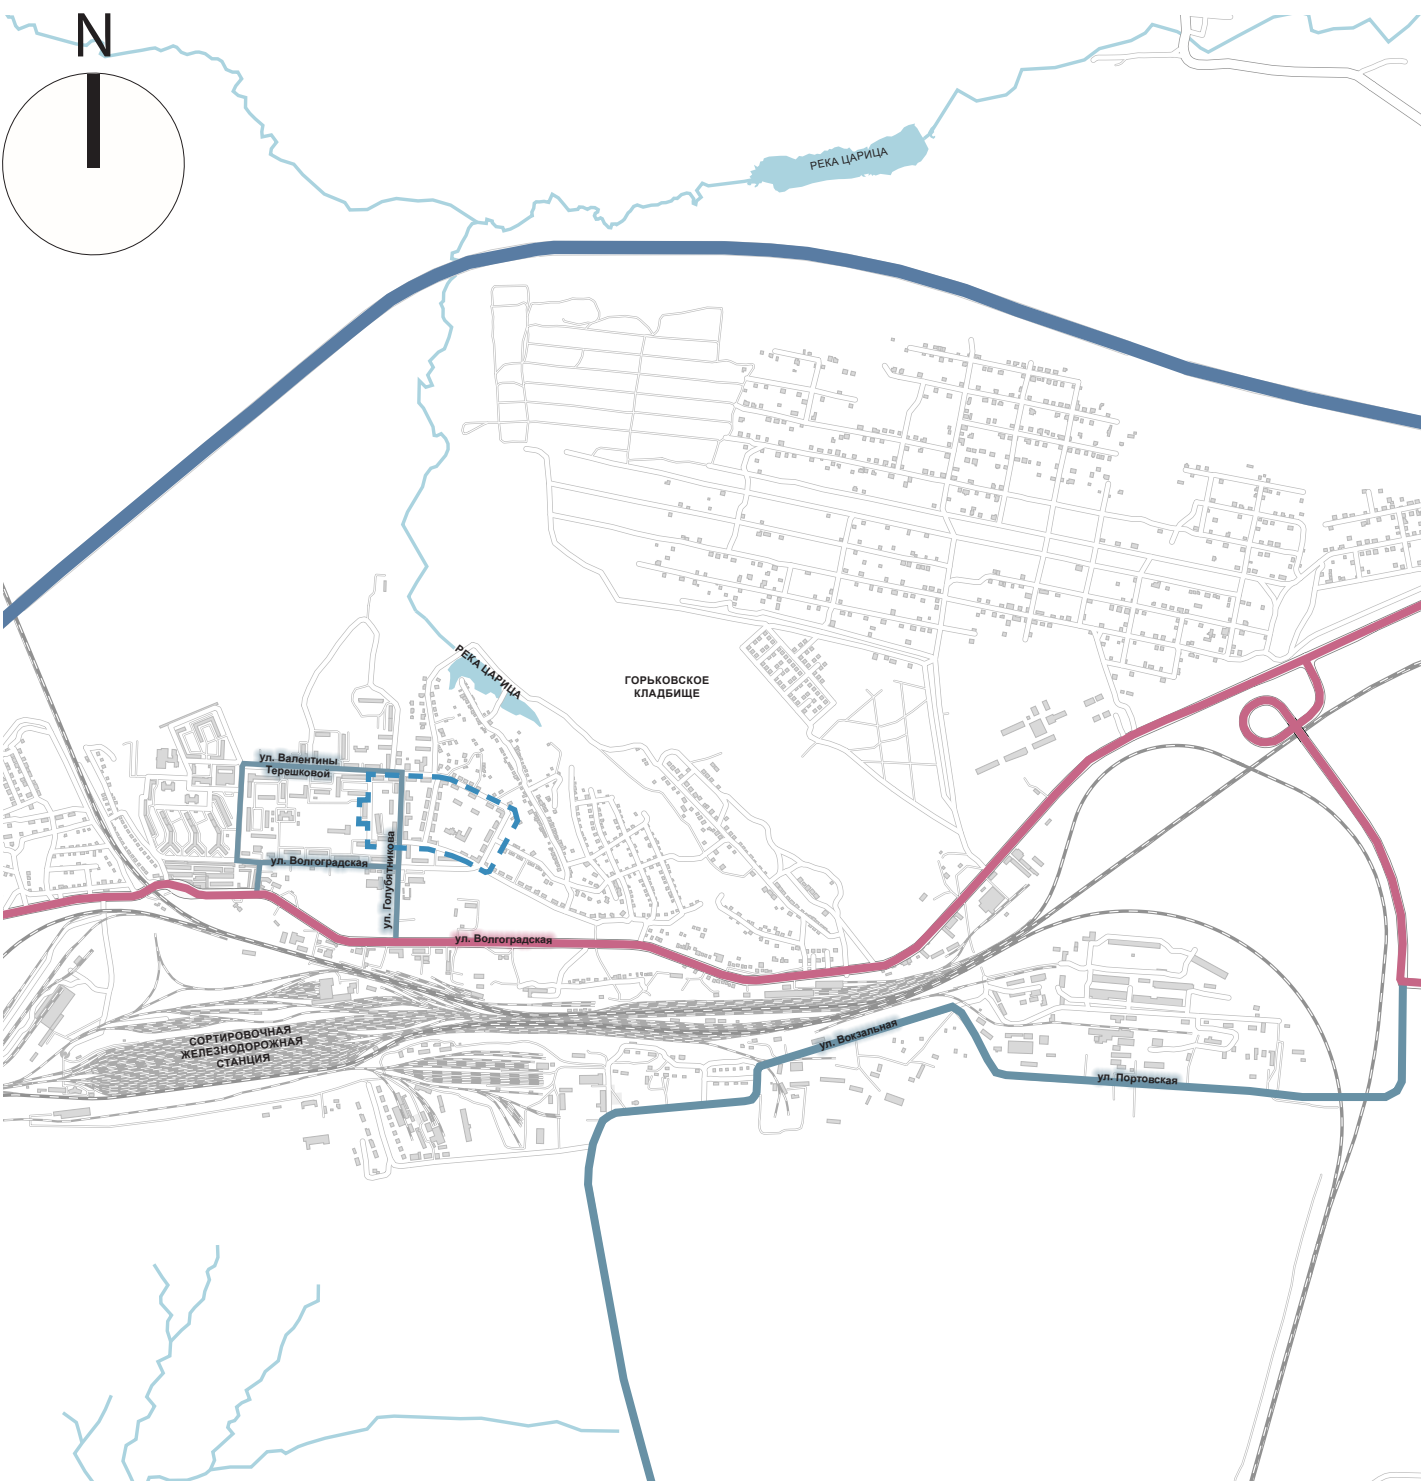 N
РЕКА ЦАРИЦА
РЕКА ЦАРИЦА
ГОРЬКОВСКОЕ
КЛАДБИЩЕ
ул. Валентины
Терешковой
ул. Волгоградская
ул. Голубятникова
ул. Волгоградская
СОРТИРОВОЧНАЯ
ЖЕЛЕЗНОДОРОЖНАЯ
СТАНЦИЯ
ул. Вокзальная
ул. Портовская